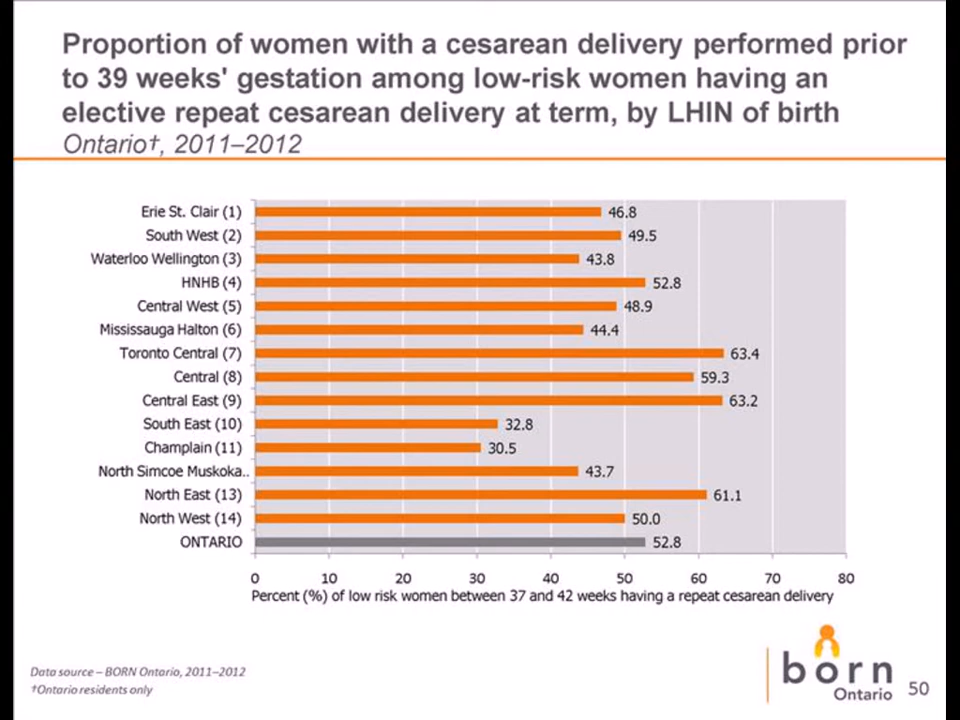 Proportion of women with a cesarean delivery performed prior
to 39 weeks' gestation among low-risk women having an
elective repeat cesarean delivery at term, by LHIN of birth
Ontario†, 2011–2012
Erie St. Clair (1) 46.8
South West (2) 49.5
Waterloo Wellington (3) 43.8
HNHB (4) 52.8
Central West (5) 48.9
Mississauga Halton (6) 44.4
Toronto Central (7) 63.4
Central (8) 59.3
Central East (9) 63.2
South East (10) 32.8
Champlain (11) 30.5
North Simcoe Muskoka.. 43.7
North East (13) 61.1
North West (14) 50.0
ONTARIO 52.8
0 10 20 30 40 50 60 70 80
Percent (%) of low risk women between 37 and 42 weeks having a repeat cesarean delivery
Data source – BORN Ontario, 2011–2012
†Ontario residents only
born
Ontario
50